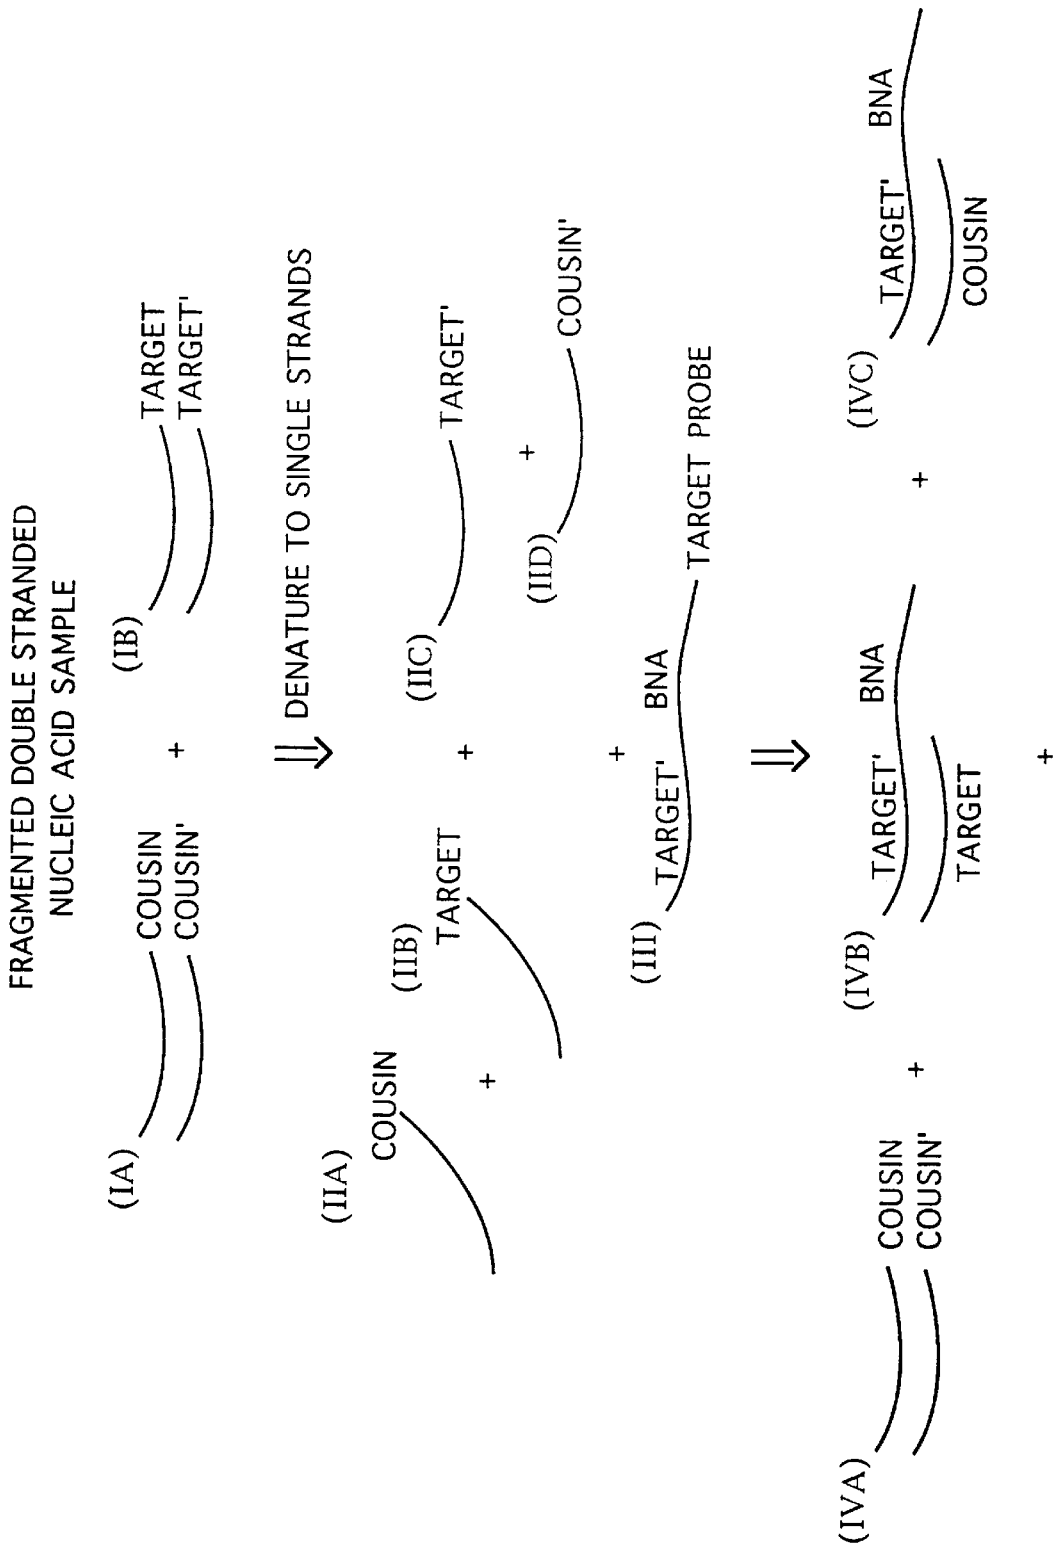 FRAGMENTED DOUBLE STRANDED
NUCLEIC ACID SAMPLE
(IA)
COUSIN
COUSIN'
+
(IB)
TARGET
TARGET'
DENATURE TO SINGLE STRANDS
(IIA)
COUSIN
+
(IIB)
TARGET
+
(IIC)
TARGET'
+
(IID)
COUSIN'
+
(III)
TARGET' BNA
TARGET PROBE
(IVA)
COUSIN
COUSIN'
+
(IVB)
TARGET' BNA
TARGET
+
(IVC)
TARGET' BNA
COUSIN
+